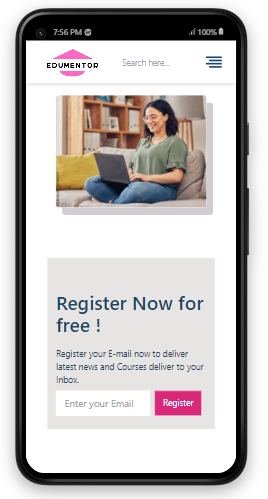 7:56 PM
100%
EDUMENTOR
Search here...
Register Now for
free !
Register your E-mail now to deliver
latest news and Courses deliver to your
Inbox.
Enter your Email
Register